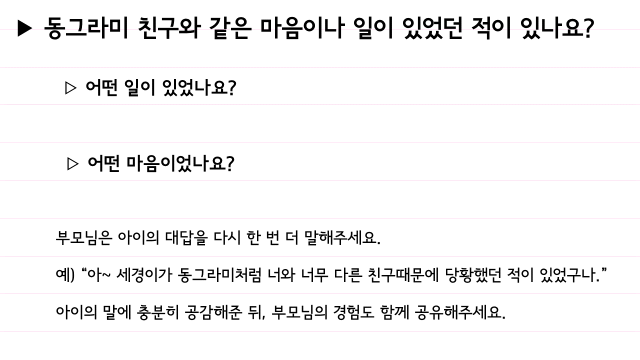 ▶ 동그라미 친구와 같은 마음이나 일이 있었던 적이 있나요?
▷ 어떤 일이 있었나요?
▷ 어떤 마음이었나요?
부모님은 아이의 대답을 다시 한 번 더 말해주세요.
예) “아~ 세경이가 동그라미처럼 너와 너무 다른 친구때문에 당황했던 적이 있었구나.”
아이의 말에 충분히 공감해준 뒤, 부모님의 경험도 함께 공유해주세요.